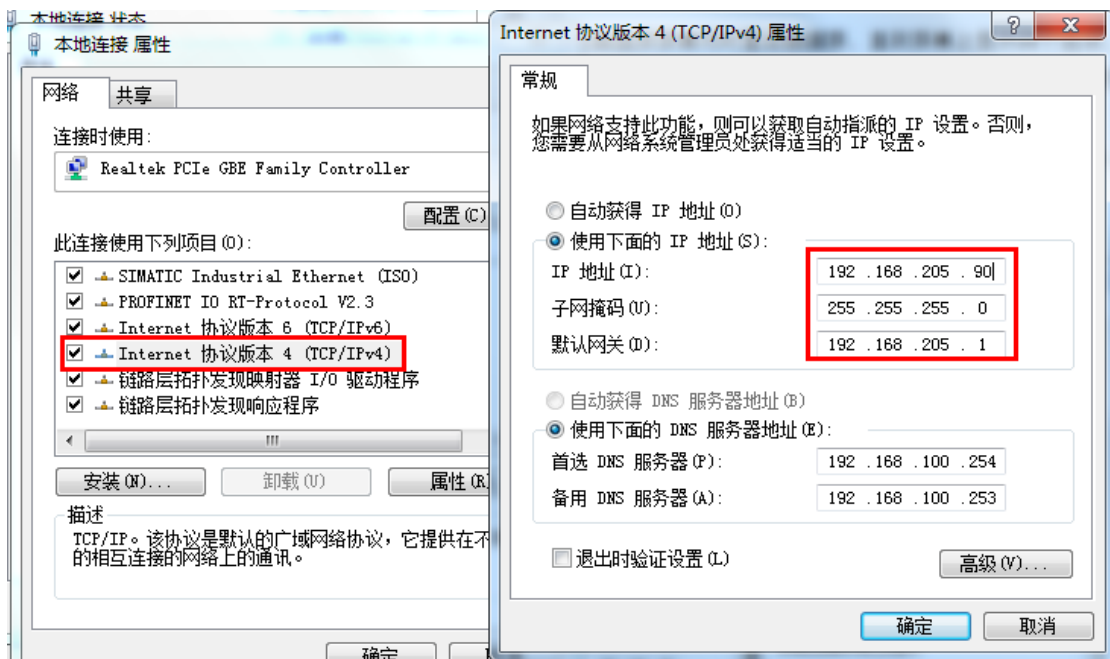 本地连接 状态
本地连接 属性
网络
共享
连接时使用:
Realtek PCIe GBE Family Controller
配置(C)
此连接使用下列项目(O):
SIMATIC Industrial Ethernet (ISO)
PROFINET IO RT-Protocol V2.3
Internet 协议版本 6 (TCP/IPv6)
Internet 协议版本 4 (TCP/IPv4)
链路层拓扑发现映射器 I/O 驱动程序
链路层拓扑发现响应程序
安装(N)...
卸载(U)
属性(R
描述
TCP/IP。该协议是默认的广域网络协议，它提供在不
的相互连接的网络上的通讯。
确定
Internet 协议版本 4 (TCP/IPv4) 属性
常规
如果网络支持此功能，则可以获取自动指派的 IP 设置。否则，
您需要从网络系统管理员处获得适当的 IP 设置。
自动获得 IP 地址(O)
使用下面的 IP 地址(S):
IP 地址(I): 192 .168 .205 . 90
子网掩码(U): 255 .255 .255 . 0
默认网关(D): 192 .168 .205 . 1
自动获得 DNS 服务器地址(B)
使用下面的 DNS 服务器地址(E):
首选 DNS 服务器(P): 192 .168 .100 .254
备用 DNS 服务器(A): 192 .168 .100 .253
退出时验证设置(L)
高级(V)...
确定
取消